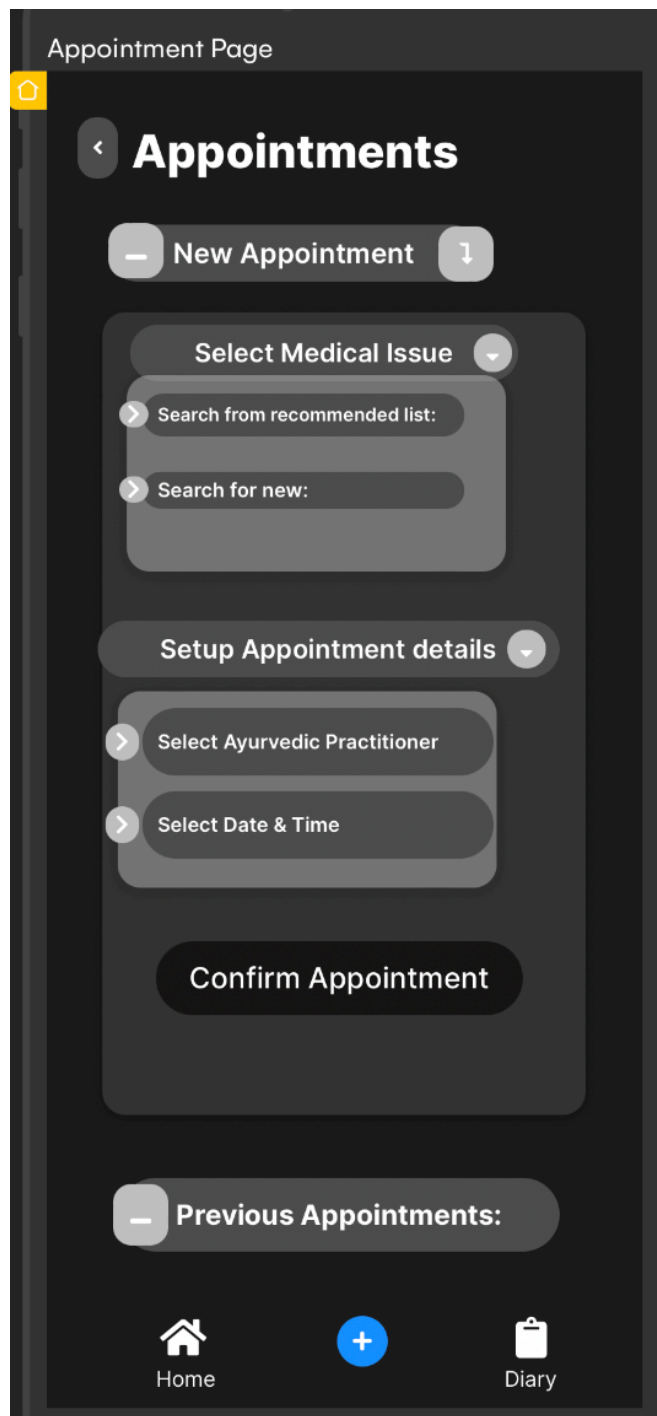 Appointment Page
Appointments
New Appointment
Select Medical Issue
Search from recommended list:
Search for new:
Setup Appointment details
Select Ayurvedic Practitioner
Select Date & Time
Confirm Appointment
Previous Appointments:
Home
Diary